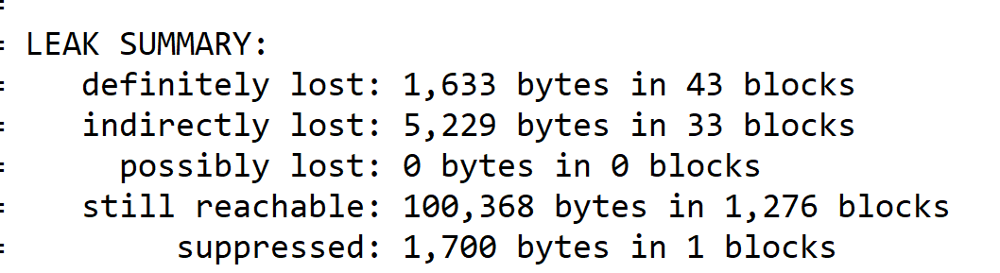 =
= LEAK SUMMARY:
=    definitely lost: 1,633 bytes in 43 blocks
=    indirectly lost: 5,229 bytes in 33 blocks
=      possibly lost: 0 bytes in 0 blocks
=    still reachable: 100,368 bytes in 1,276 blocks
=         suppressed: 1,700 bytes in 1 blocks